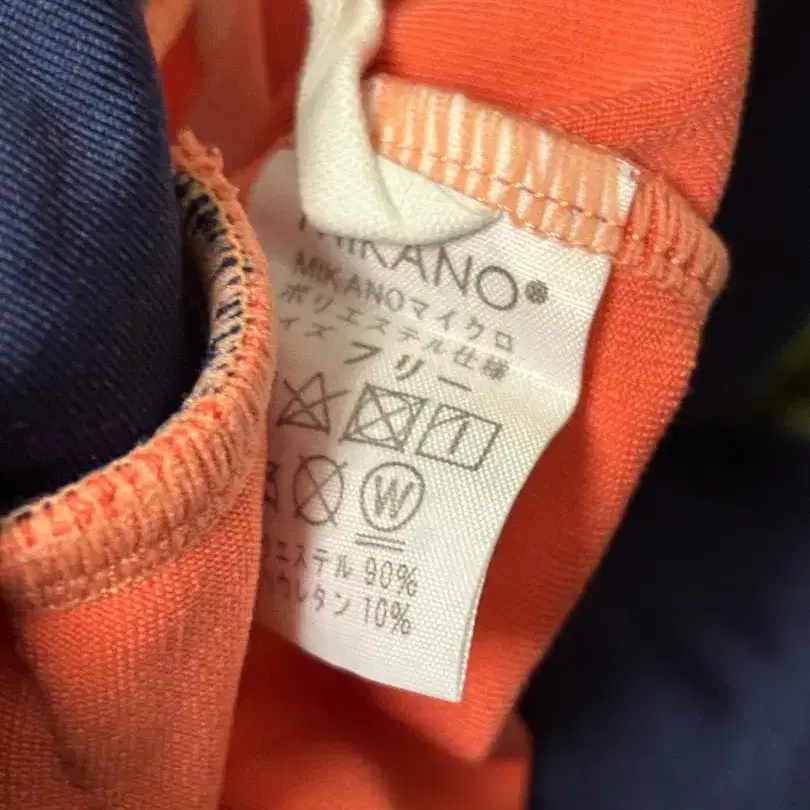 MIKANO®
MIKANOマイクロ
ポリエステル仕様
イズ フリー
W
エステル 90%
ウレタン 10%